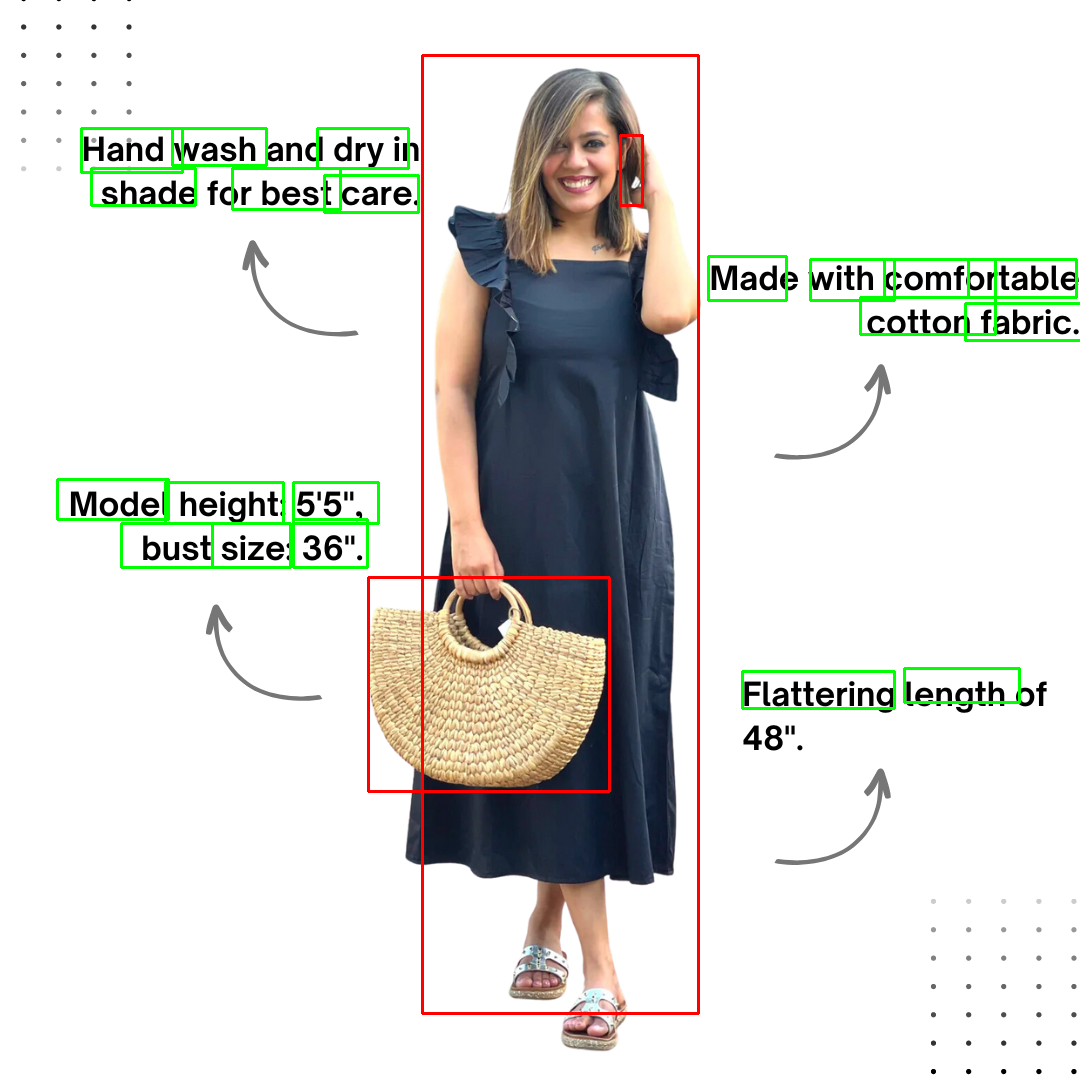 Hand wash and dry in
shade for best care.
Made with comfortable
cotton fabric.
Model height: 5'5",
bust size: 36".
Flattering length of
48".